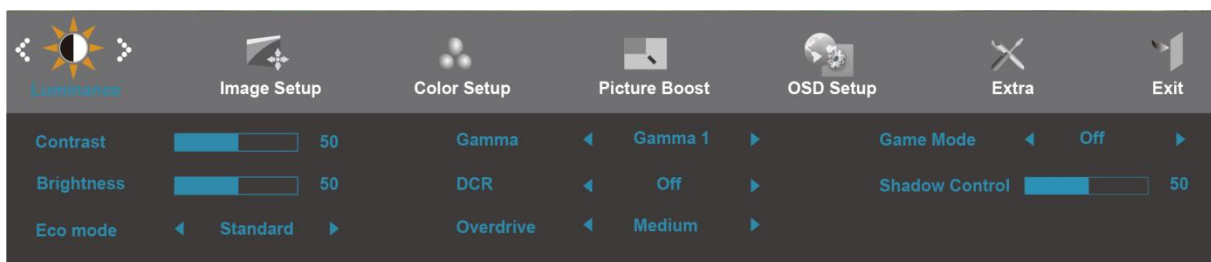 Luminance Image Setup Color Setup Picture Boost OSD Setup Extra Exit
Contrast 50 Gamma Gamma 1 Game Mode Off
Brightness 50 DCR Off Shadow Control 50
Eco mode Standard Overdrive Medium